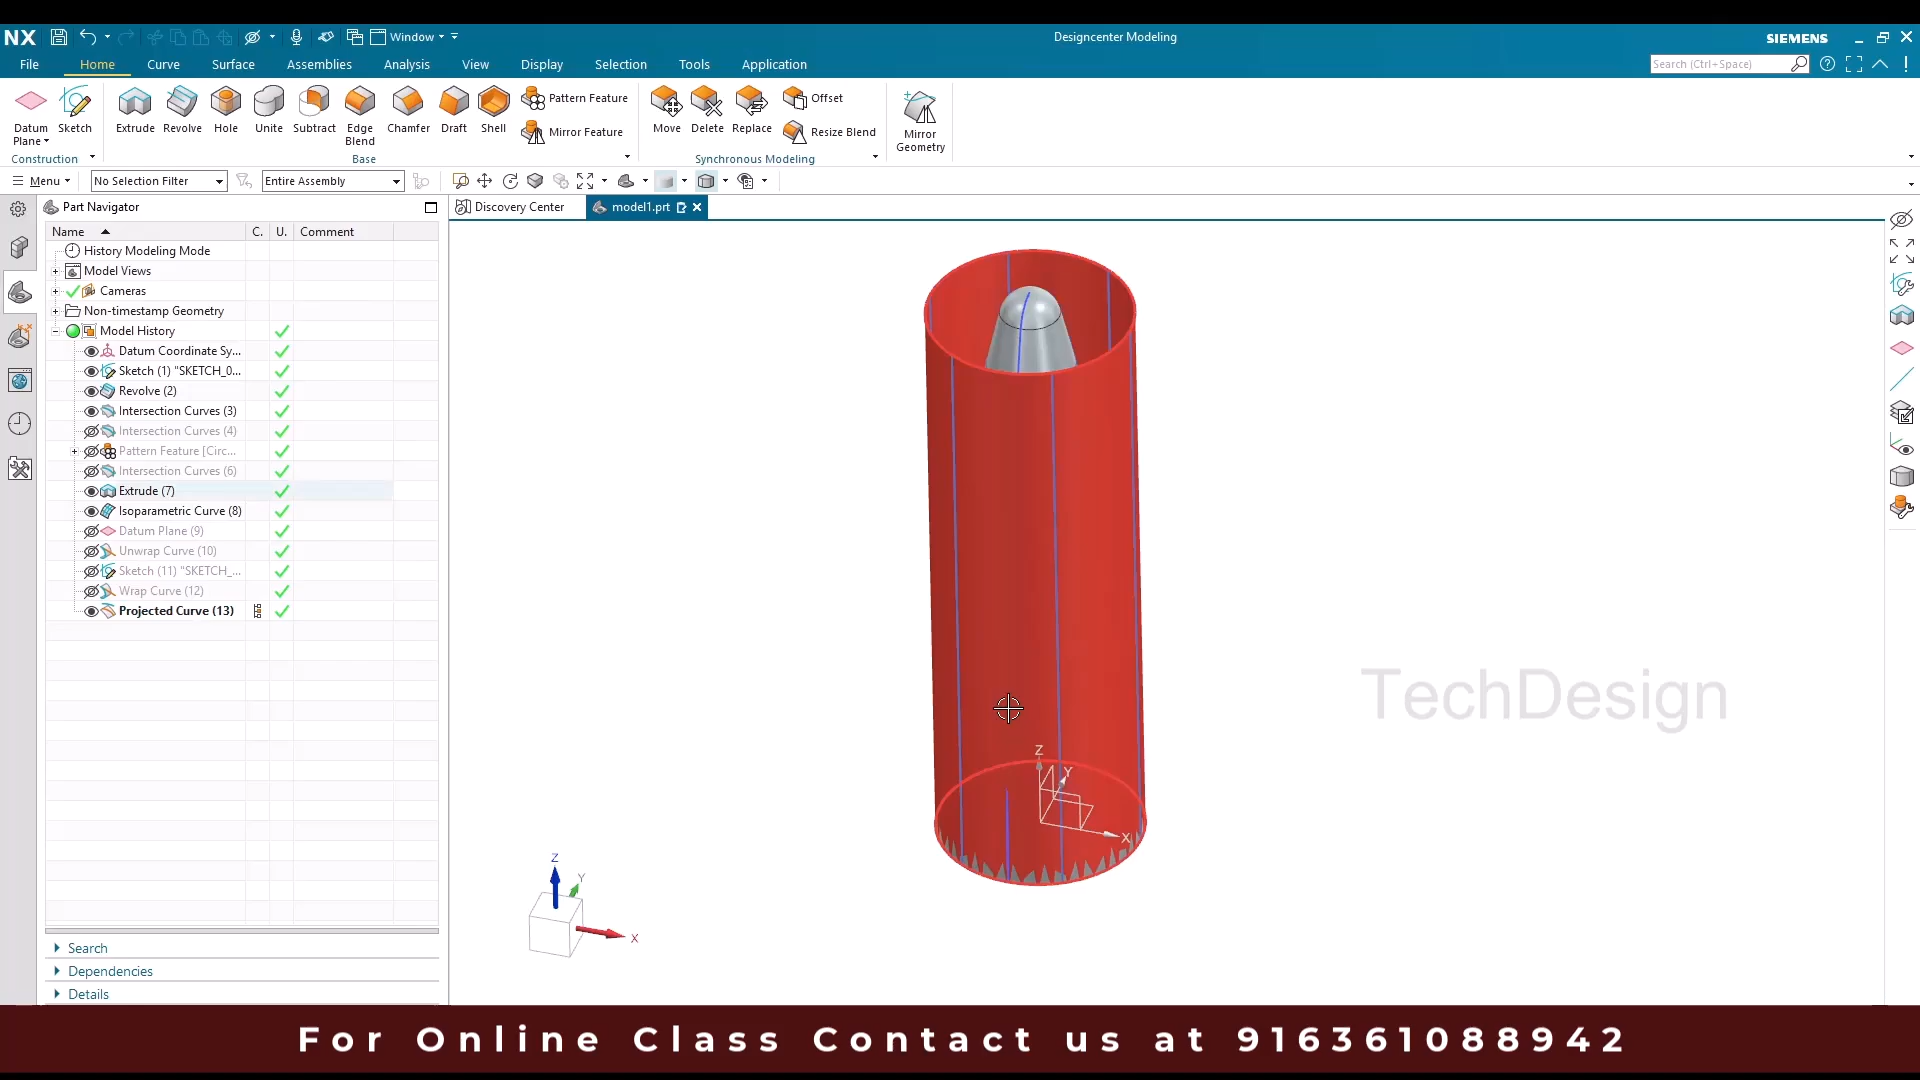 NX Window Designcenter Modeling SIEMENS
File Home Curve Surface Assemblies Analysis View Display Selection Tools Application Search (Ctrl+Space)
Datum Plane Sketch Extrude Revolve Hole Unite Subtract Edge Blend Chamfer Draft Shell Pattern Feature Mirror Feature Move Delete Replace Offset Resize Blend Mirror Geometry
Construction Base Synchronous Modeling
Menu No Selection Filter Entire Assembly
Part Navigator Discovery Center model1.prt
Name C. U. Comment
History Modeling Mode
Model Views
Cameras
Non-timestamp Geometry
Model History
Datum Coordinate Sy...
Sketch (1) "SKETCH_0...
Revolve (2)
Intersection Curves (3)
Intersection Curves (4)
Pattern Feature [Circ...
Intersection Curves (6)
Extrude (7)
Isoparametric Curve (8)
Datum Plane (9)
Unwrap Curve (10)
Sketch (11) "SKETCH_...
Wrap Curve (12)
Projected Curve (13)
TechDesign
Z
Y
X
Z
Y
X
Search
Dependencies
Details
For Online Class Contact us at 916361088942